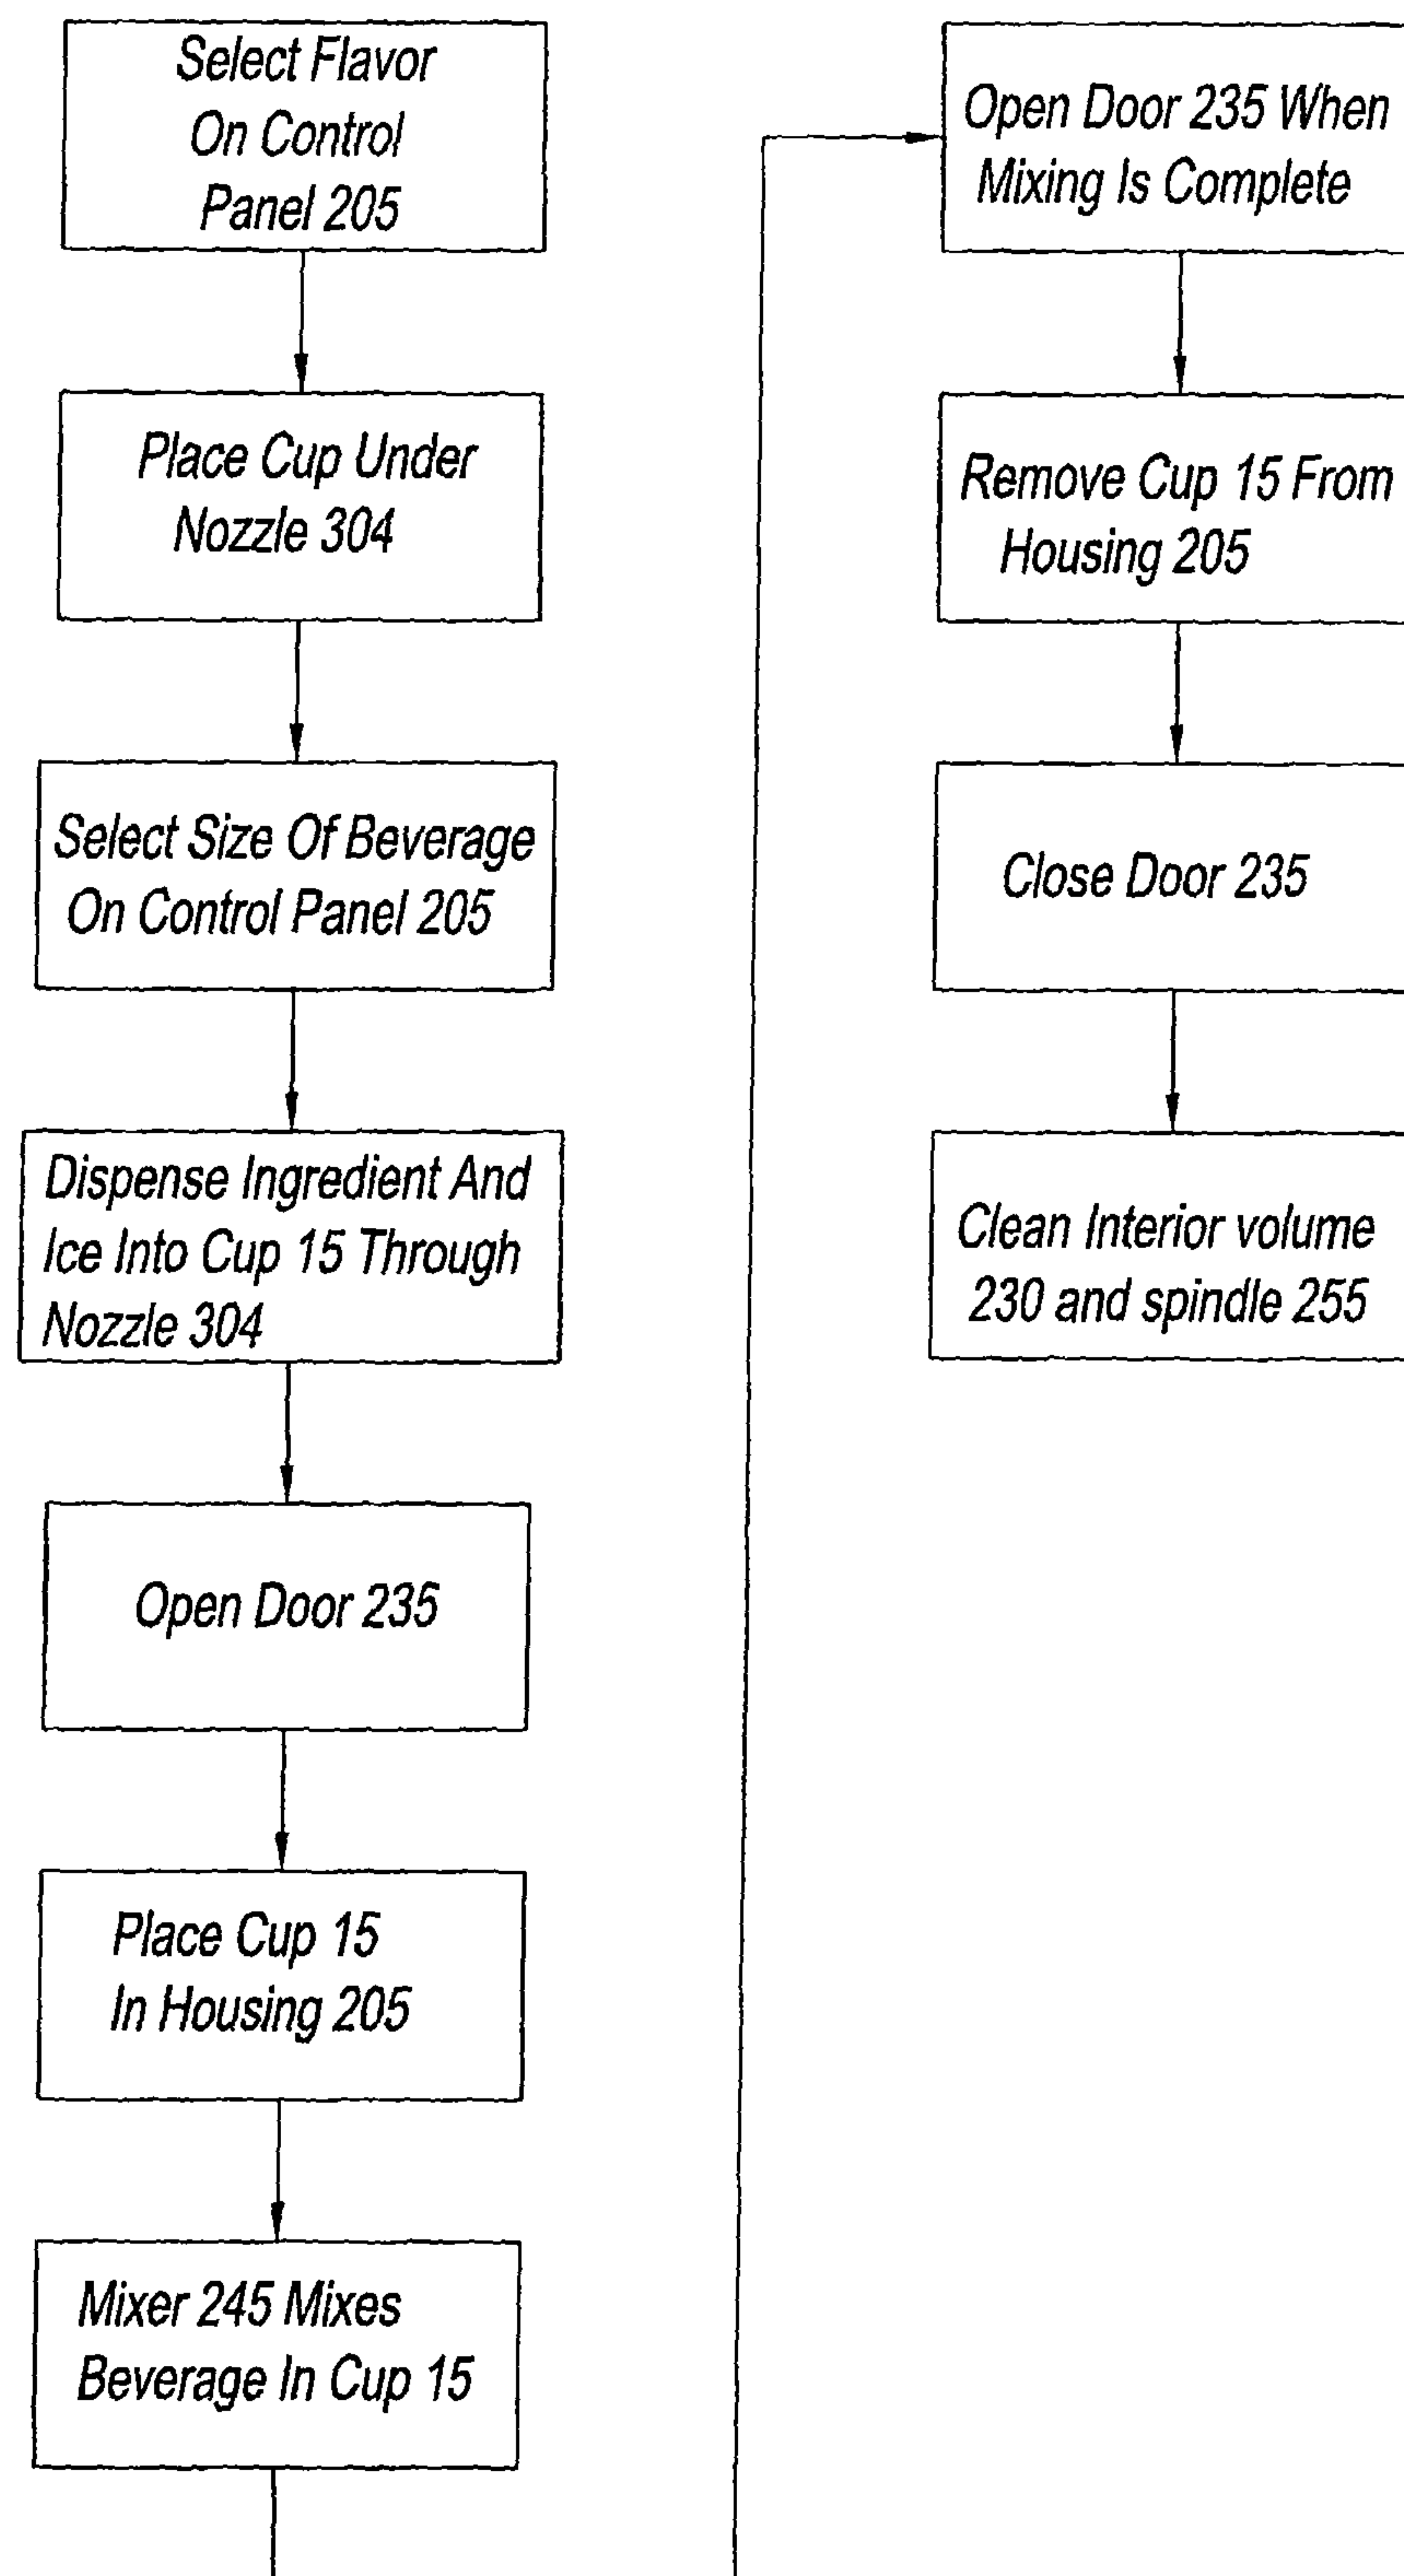 Select Flavor
On Control
Panel 205
Place Cup Under
Nozzle 304
Select Size Of Beverage
On Control Panel 205
Dispense Ingredient And
Ice Into Cup 15 Through
Nozzle 304
Open Door 235
Place Cup 15
In Housing 205
Mixer 245 Mixes
Beverage In Cup 15
Open Door 235 When
Mixing Is Complete
Remove Cup 15 From
Housing 205
Close Door 235
Clean Interior volume
230 and spindle 255